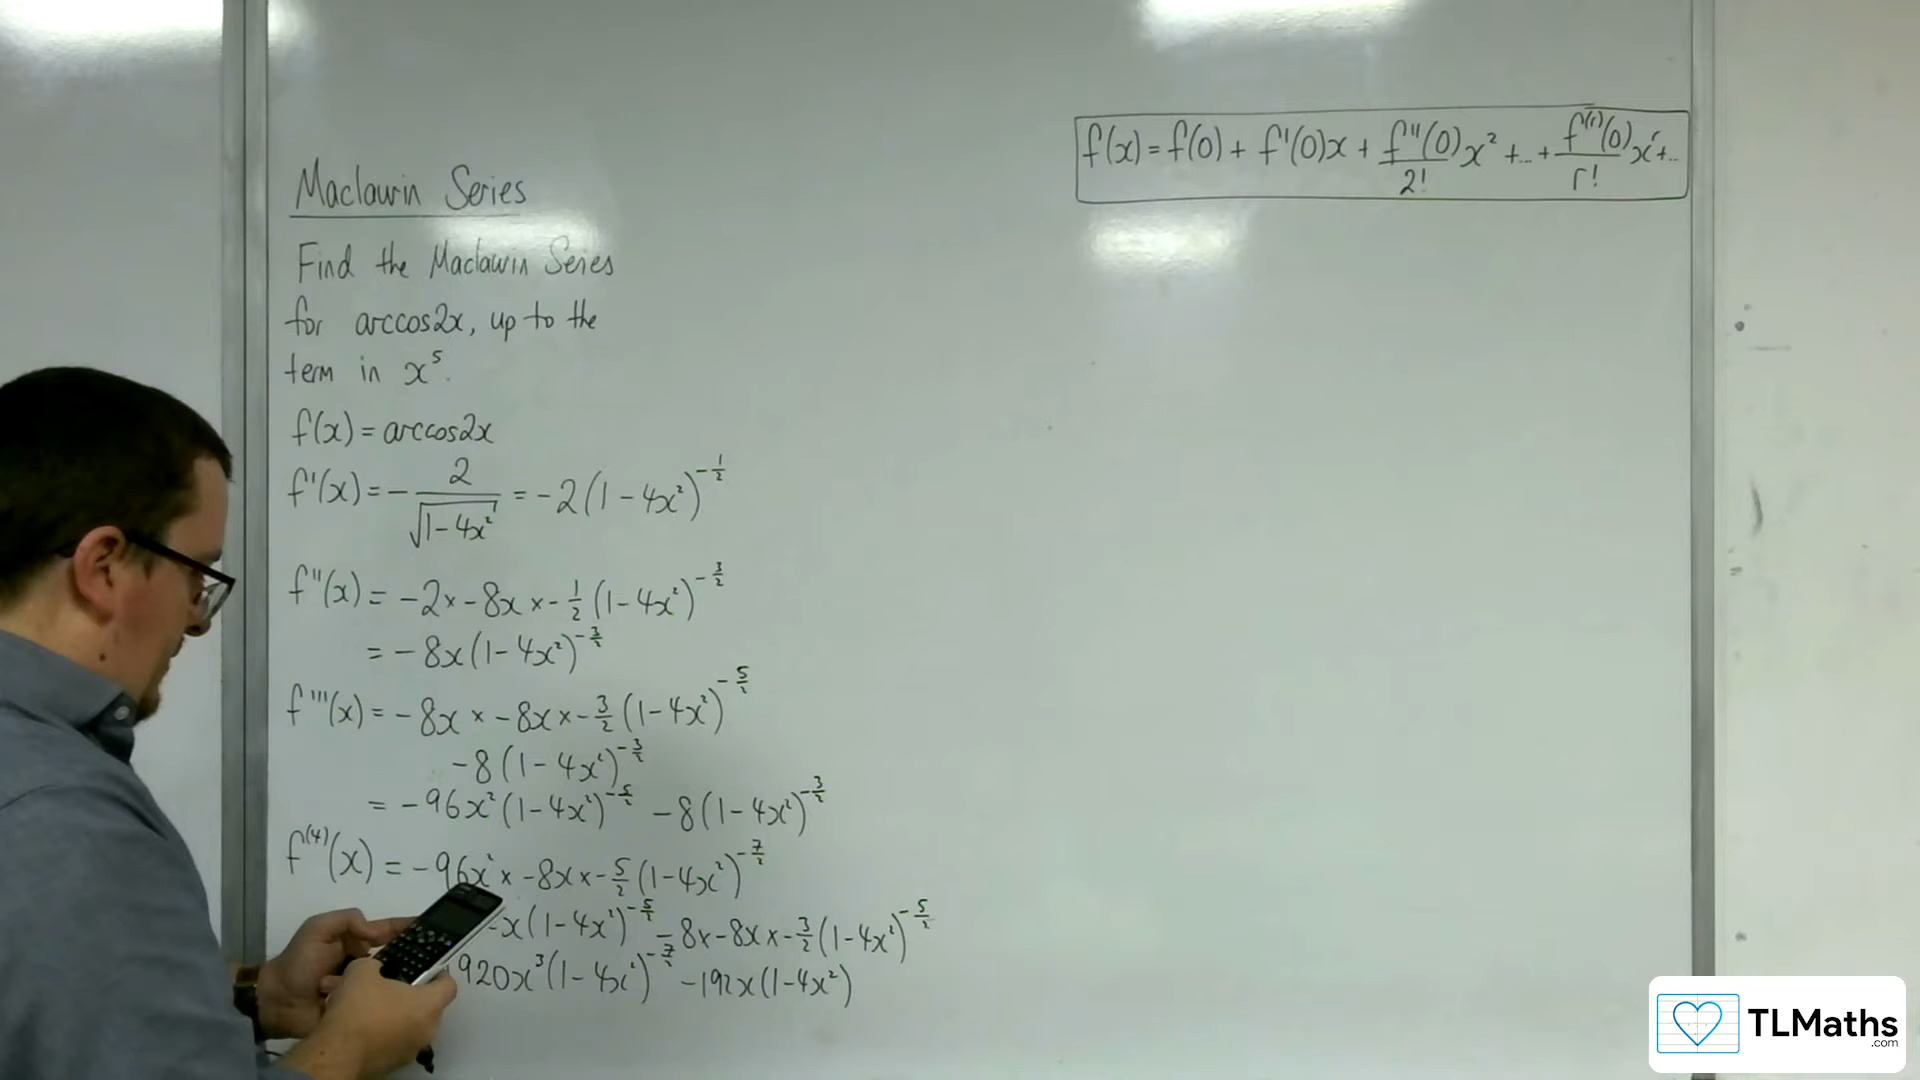 Maclaurin Series
f(x) = f(0) + f'(0)x + f''(0)/2! x² + ... + f⁽ʳ⁾(0)/r! xʳ + ...
Find the Maclaurin Series
for arccos2x, up to the
term in x⁵.
f(x) = arccos2x
f'(x) = - 2/√(1-4x²) = -2(1-4x²)^(-1/2)
f''(x) = -2 × -8x × -1/2 (1-4x²)^(-3/2)
= -8x(1-4x²)^(-3/2)
f'''(x) = -8x × -8x × -3/2 (1-4x²)^(-5/2)
-8(1-4x²)^(-3/2)
= -96x²(1-4x²)^(-5/2) -8(1-4x²)^(-3/2)
f⁽⁴⁾(x) = -96x² × -8x × -5/2 (1-4x²)^(-7/2)
x(1-4x²)^(-5/2) -8 × -8x × -3/2 (1-4x²)^(-5/2)
920x³(1-4x²)^(-7/2) -192x(1-4x²)
TLMaths
.com